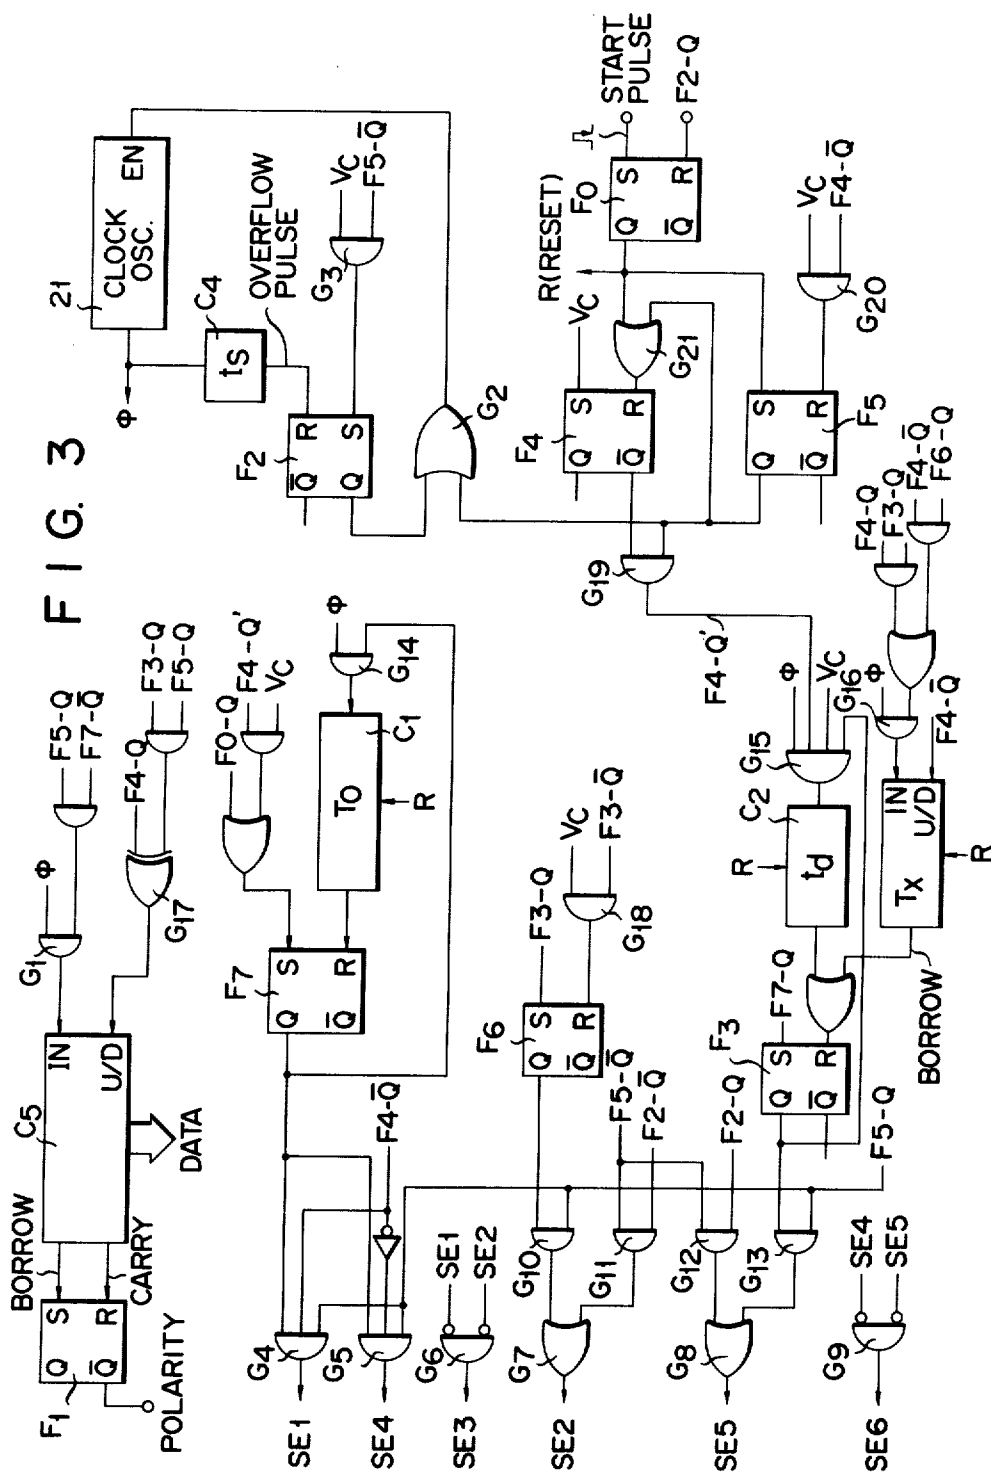 FIG. 3
BORROW
C5
IN
U/D
CARRY
DATA
S
Q
R
Q̅
F1
POLARITY
G1
Φ
F5-Q
F7-Q̅
G17
F4-Q
F3-Q
F5-Q
21
CLOCK
OSC.
EN
Φ
C4
ts
OVERFLOW
PULSE
F2
Q̅
R
Q
S
G3
VC
F5-Q̅
G2
F0-Q
F4-Q'
VC
F7
S
Q
R
Q̅
T0
C1
R
G14
Φ
G4
SE1
G5
SE4
F4-Q̅
G6
SE3
SE1
SE2
F6
S
Q
R
Q̅
F3-Q
G18
VC
F3-Q̅
G10
G11
F5-Q̅
F2-Q̅
G7
SE2
G12
F2-Q
G13
G8
SE5
F5-Q
G9
SE4
SE5
SE6
F3
S
Q
R
Q̅
F7-Q
BORROW
R
td
C2
G15
Φ
VC
F4-Q'
Tx
IN
U/D
R
G16
Φ
F4-Q̅
F4-Q
F3-Q
F4-Q̅
F6-Q
G19
F4
Q
S
Q̅
R
VC
G21
R(RESET)
F0
Q
S
Q̅
R
START
PULSE
F2-Q
F5
Q
S
Q̅
R
G20
VC
F4-Q̅